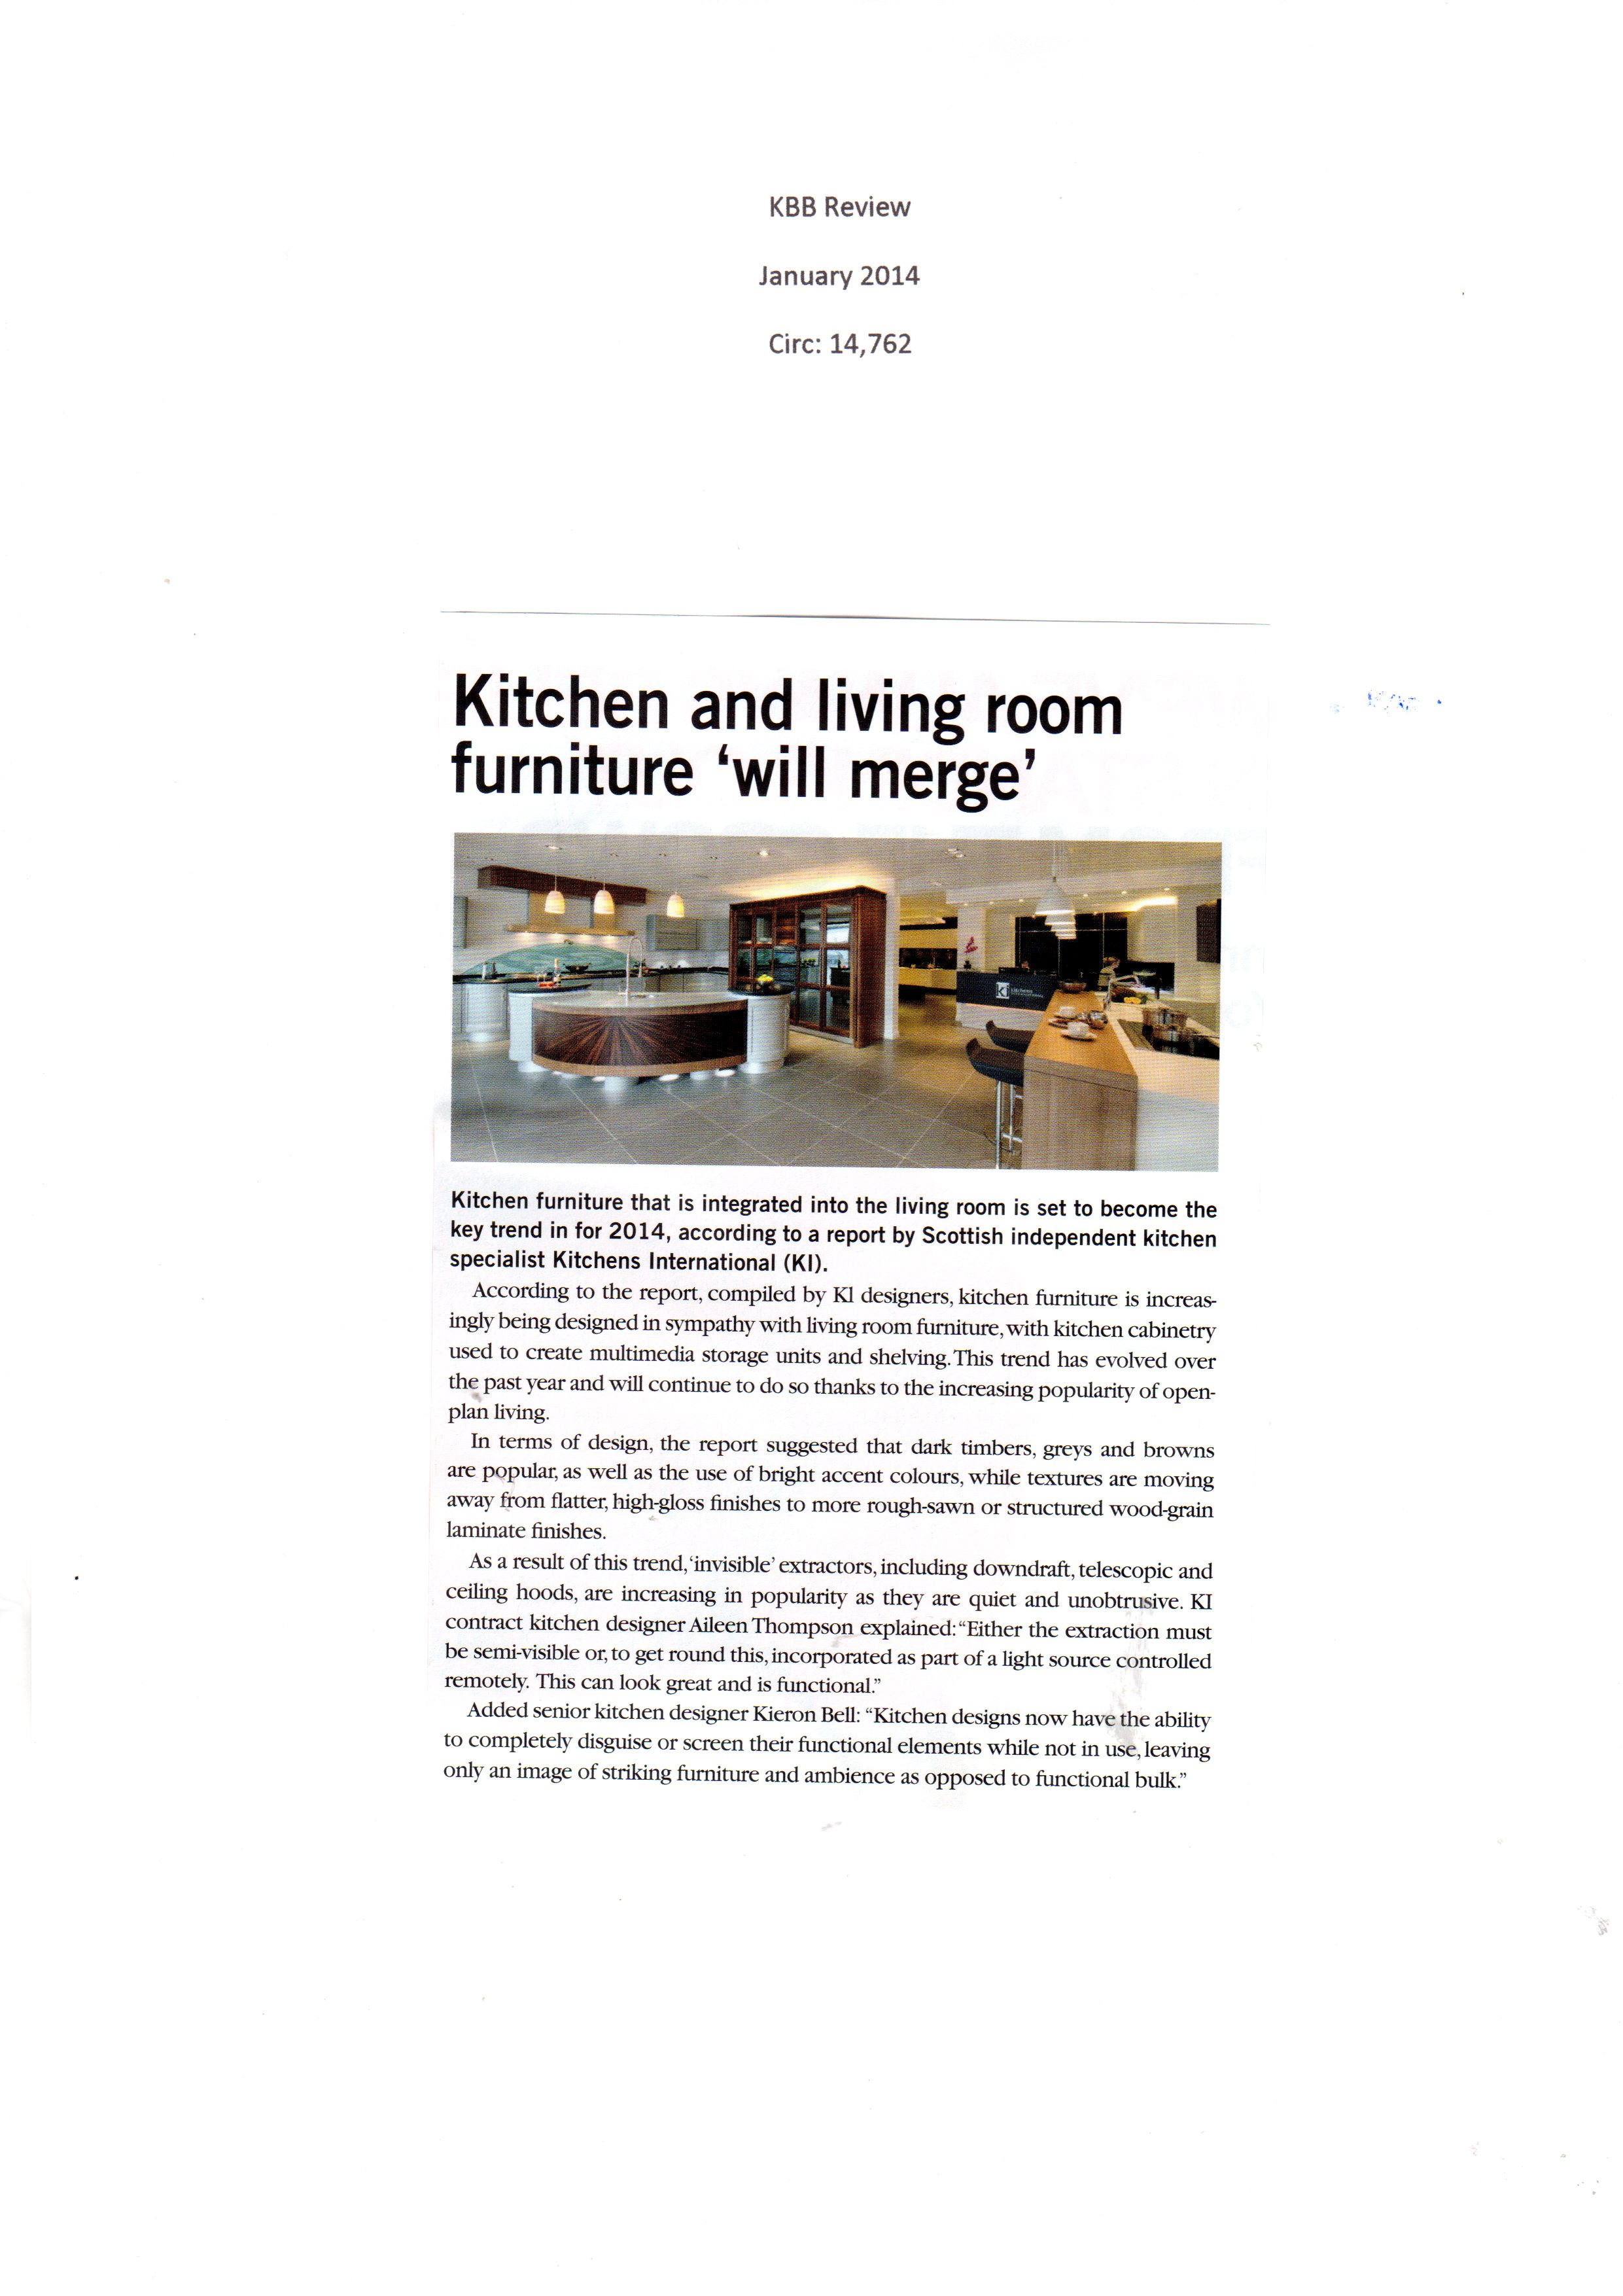 KBB Review
January 2014
Circ: 14,762
Kitchen and living room
furniture ‘will merge’
ki kitchens
Kitchen furniture that is integrated into the living room is set to become the
key trend in for 2014, according to a report by Scottish independent kitchen
specialist Kitchens International (KI).
According to the report, compiled by KI designers, kitchen furniture is increas-
ingly being designed in sympathy with living room furniture, with kitchen cabinetry
used to create multimedia storage units and shelving. This trend has evolved over
the past year and will continue to do so thanks to the increasing popularity of open-
plan living.
In terms of design, the report suggested that dark timbers, greys and browns
are popular, as well as the use of bright accent colours, while textures are moving
away from flatter, high-gloss finishes to more rough-sawn or structured wood-grain
laminate finishes.
As a result of this trend, ‘invisible’ extractors, including downdraft, telescopic and
ceiling hoods, are increasing in popularity as they are quiet and unobtrusive. KI
contract kitchen designer Aileen Thompson explained: “Either the extraction must
be semi-visible or, to get round this, incorporated as part of a light source controlled
remotely. This can look great and is functional.”
Added senior kitchen designer Kieron Bell: “Kitchen designs now have the ability
to completely disguise or screen their functional elements while not in use, leaving
only an image of striking furniture and ambience as opposed to functional bulk.”